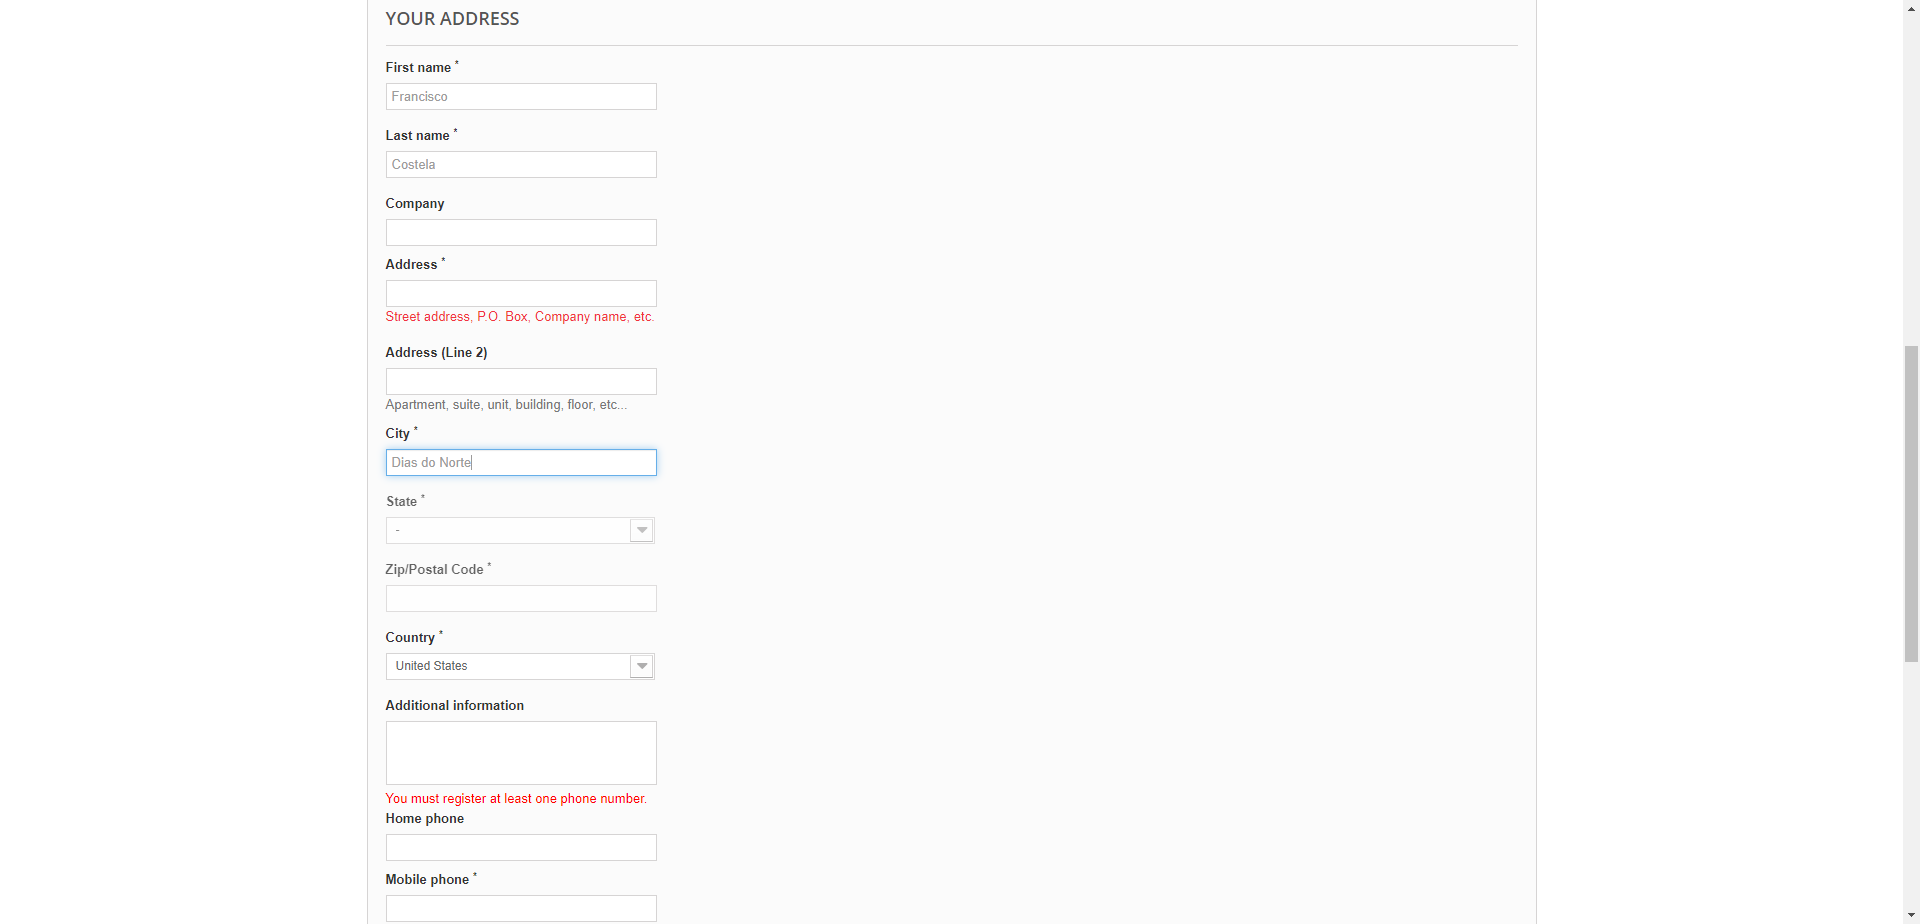 YOUR ADDRESS
First name *
Francisco
Last name *
Costela
Company
Address *
Street address, P.O. Box, Company name, etc.
Address (Line 2)
Apartment, suite, unit, building, floor, etc...
City *
Dias do Norte
State *
-
Zip/Postal Code *
Country *
United States
Additional information
You must register at least one phone number.
Home phone
Mobile phone *